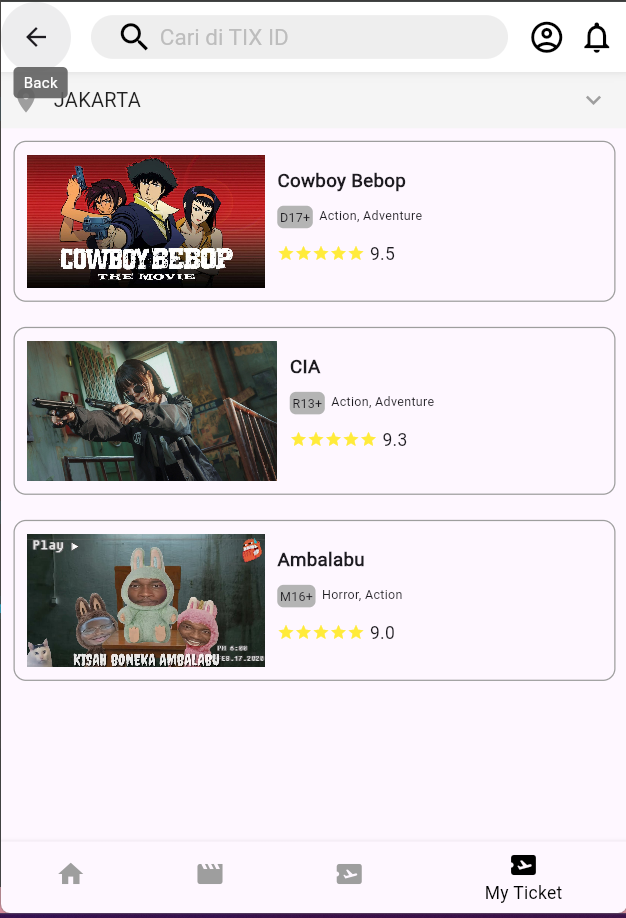 Cari di TIX ID
Back
JAKARTA
COWBOY BEBOP
THE MOVIE
Cowboy Bebop
D17+ Action, Adventure
9.5
CIA
R13+ Action, Adventure
9.3
Play
PM 6:00
FEB.17.2020
KISAH BONEKA AMBALABU
Ambalabu
M16+ Horror, Action
9.0
My Ticket